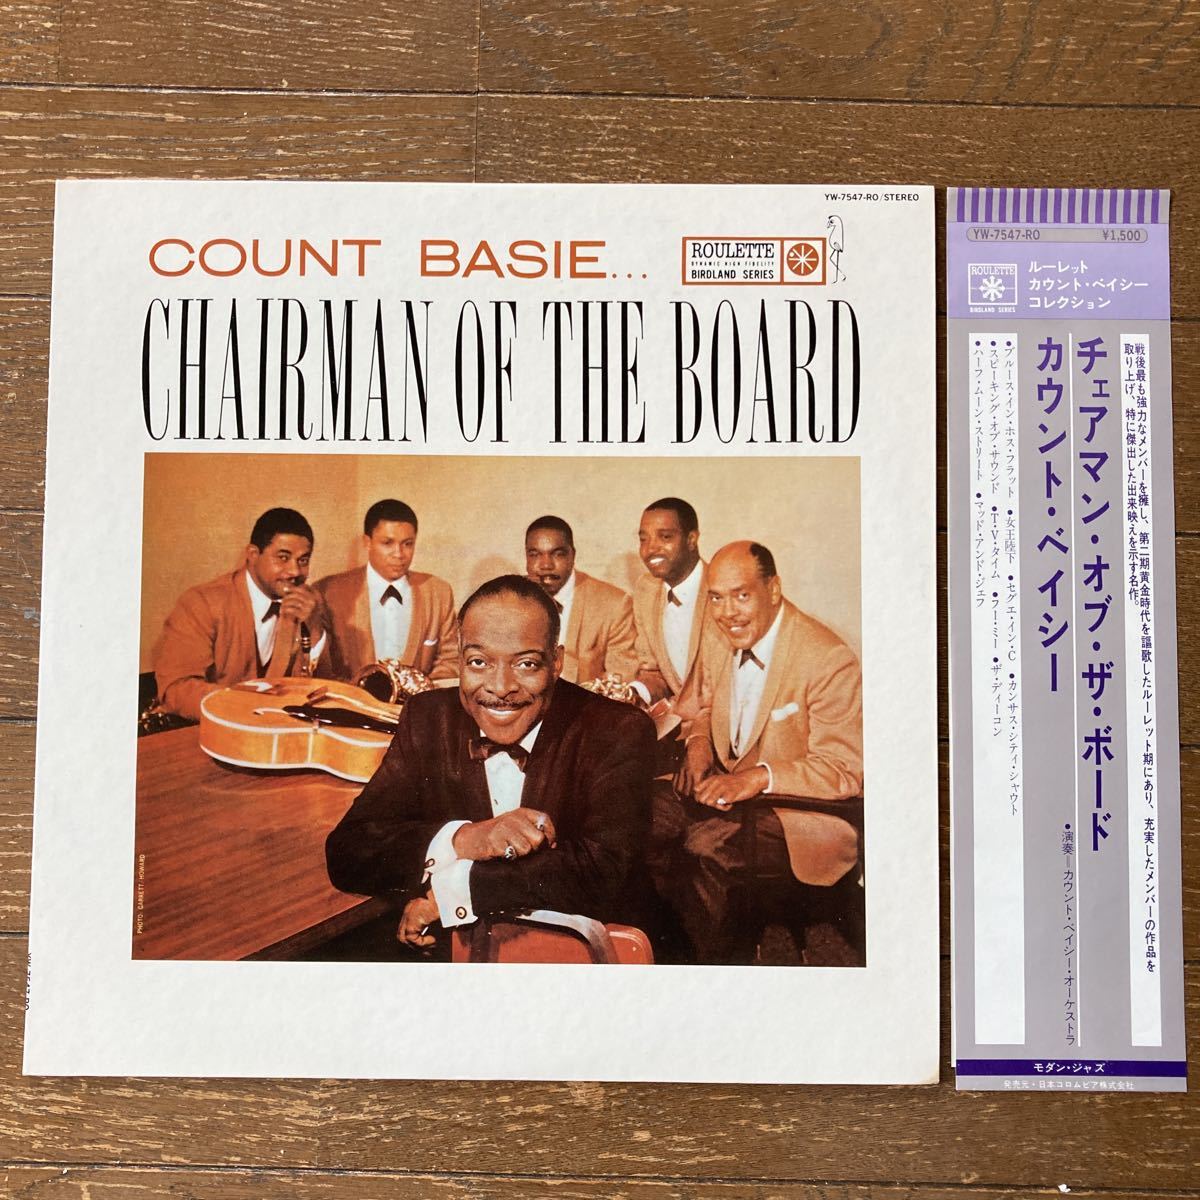 YW-7547-RO/STEREO
COUNT BASIE...
ROULETTE
DYNAMIC HIGH FIDELITY
BIRDLAND SERIES
CHAIRMAN OF THE BOARD
PHOTO: GARRETT-HOWARD
YW-7547-RO ¥1,500
ROULETTE
BIRDLAND SERIES
ルーレット
カウント・ベイシー
コレクション
戦後最も強力なメンバーを擁し、第二期黄金時代を謳歌したルーレット期にあり、充実したメンバーの作品を
取り上げ、特に傑出した出来映えを示す名作。
チェアマン・オブ・ザ・ボード
カウント・ベイシー
●演奏=カウント・ベイシー・オーケストラ
●ブルース・イン・ホス・フラット ●女王陛下 ●セグエ・イン・C ●カンサス・シティ・シャウト
●スピーキング・オブ・サウンド ●T・V・タイム ●フー・ミー ●ザ・ディーコン
●ハーフ・ムーン・ストリート ●マッド・アンド・ジェフ
モダン・ジャズ
発売元・日本コロムビア株式会社